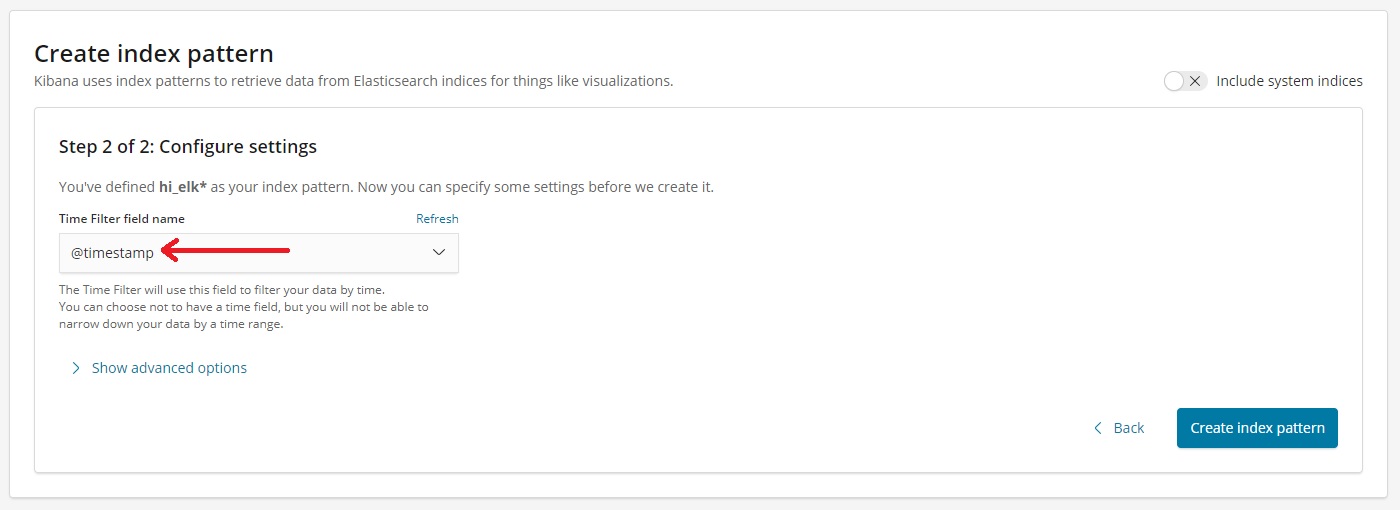 Create index pattern
Kibana uses index patterns to retrieve data from Elasticsearch indices for things like visualizations.
Include system indices
Step 2 of 2: Configure settings
You've defined hi_elk* as your index pattern. Now you can specify some settings before we create it.
Time Filter field name
Refresh
@timestamp
The Time Filter will use this field to filter your data by time.
You can choose not to have a time field, but you will not be able to
narrow down your data by a time range.
Show advanced options
Back
Create index pattern